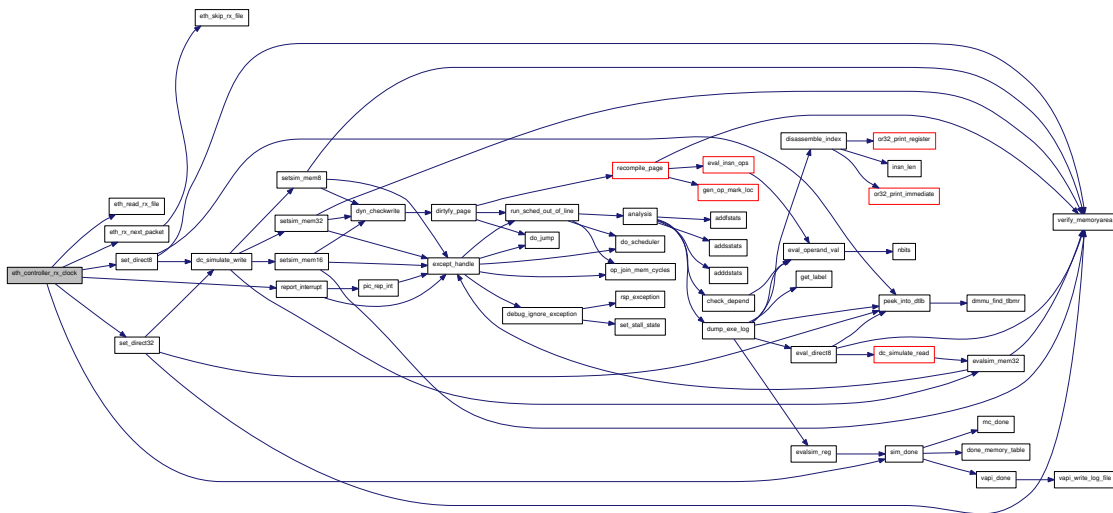 eth_skip_rx_file
eth_read_rx_file
eth_rx_next_packet
eth_controller_rx_clock
set_direct8
set_direct32
dc_simulate_write
report_interrupt
setsim_mem8
setsim_mem32
setsim_mem16
pic_rep_int
dyn_checkwrite
except_handle
dirtyfy_page
run_sched_out_of_line
do_jump
debug_ignore_exception
recompile_page
do_scheduler
op_join_mem_cycles
rsp_exception
set_stall_state
eval_insn_ops
gen_op_mark_loc
analysis
addfstats
addsstats
adddstats
check_depend
dump_exe_log
disassemble_index
or32_print_register
insn_len
or32_print_immediate
eval_operand_val
nbits
get_label
peek_into_dtlb
dmmu_find_tlbmr
eval_direct8
dc_simulate_read
evalsim_mem32
verify_memoryarea
evalsim_reg
sim_done
mc_done
done_memory_table
vapi_done
vapi_write_log_file